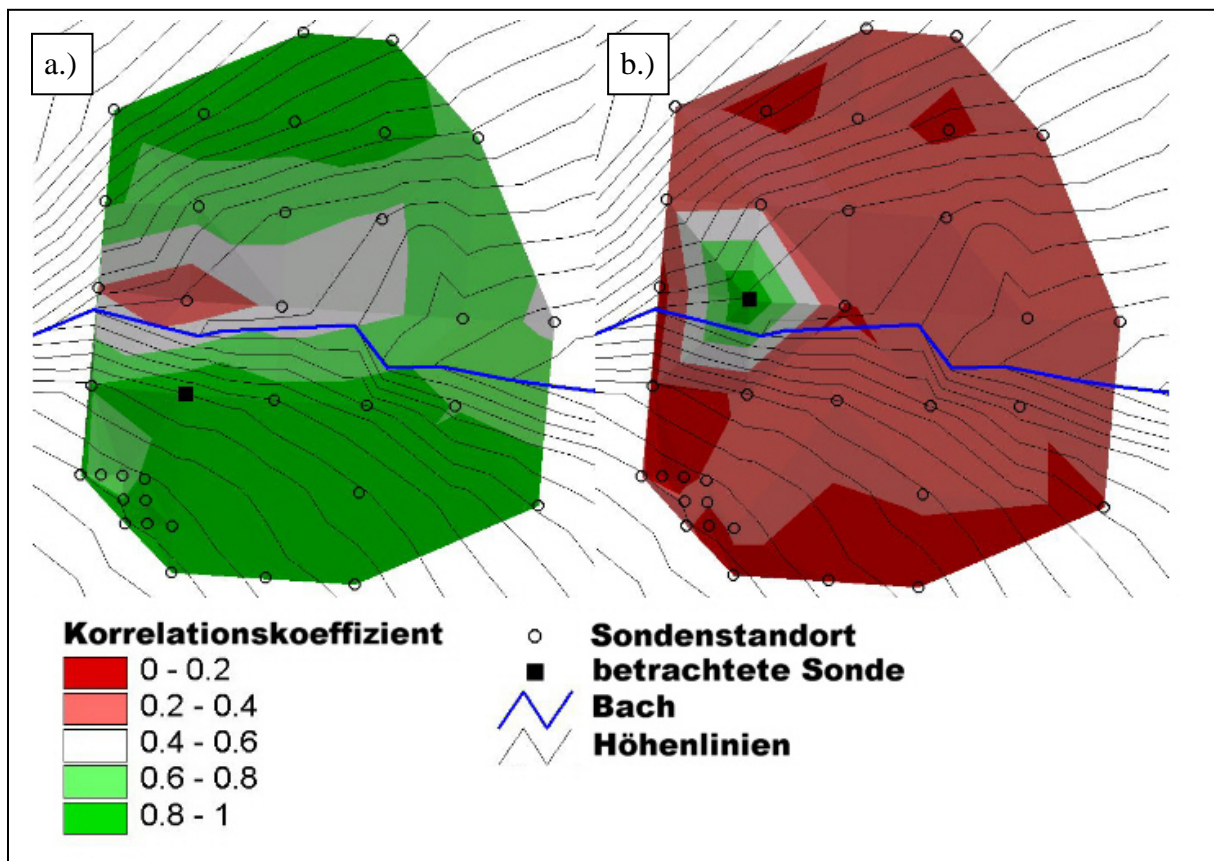 a.)
b.)
Korrelationskoeffizient
0 - 0.2
0.2 - 0.4
0.4 - 0.6
0.6 - 0.8
0.8 - 1
Sondenstandort
betrachtete Sonde
Bach
Höhenlinien